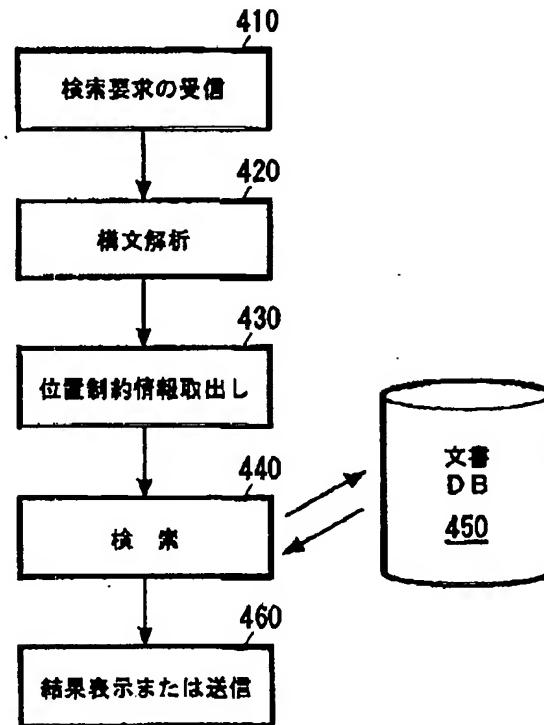 410
検索要求の受信
420
構文解析
430
位置制約情報取出し
440
検 索
文書
DB
450
460
結果表示または送信